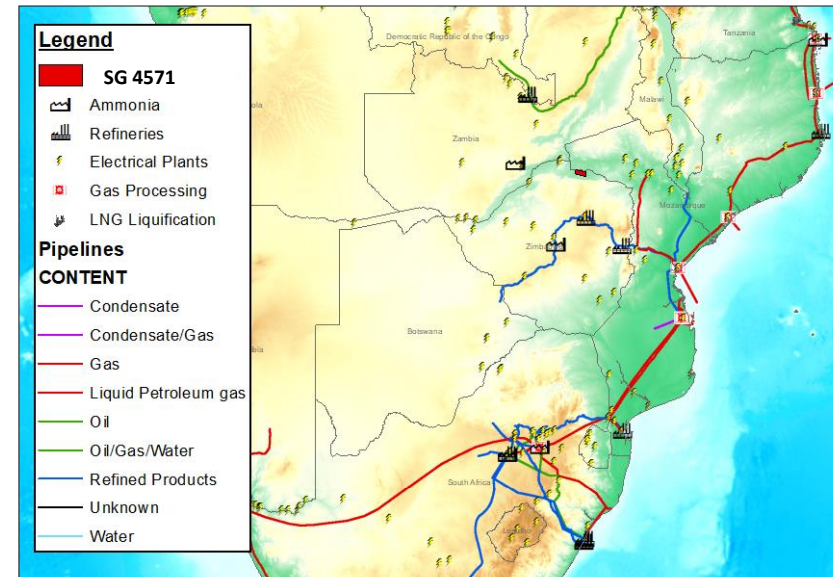 Legend
SG 4571
Ammonia
Refineries
Electrical Plants
Gas Processing
LNG Liquification
Pipelines
CONTENT
Condensate
Condensate/Gas
Gas
Liquid Petroleum gas
Oil
Oil/Gas/Water
Refined Products
Unknown
Water
Democratic Republic of the Congo
Tanzania
Malawi
Zambia
Mozambique
Botswana
South Africa